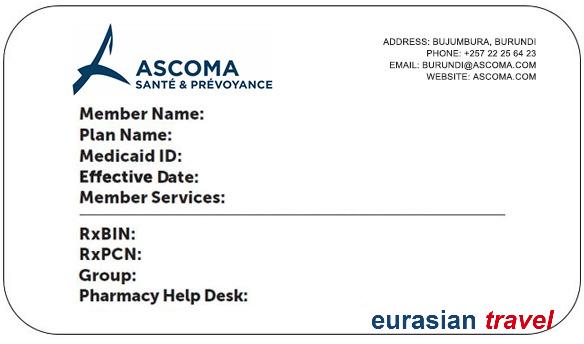 ASCOMA
SANTÉ & PRÉVOYANCE
ADDRESS: BUJUMBURA, BURUNDI
PHONE: +257 22 25 64 23
EMAIL: BURUNDI@ASCOMA.COM
WEBSITE: ASCOMA.COM
Member Name:
Plan Name:
Medicaid ID:
Effective Date:
Member Services:
RxBIN:
RxPCN:
Group:
Pharmacy Help Desk:
eurasian travel